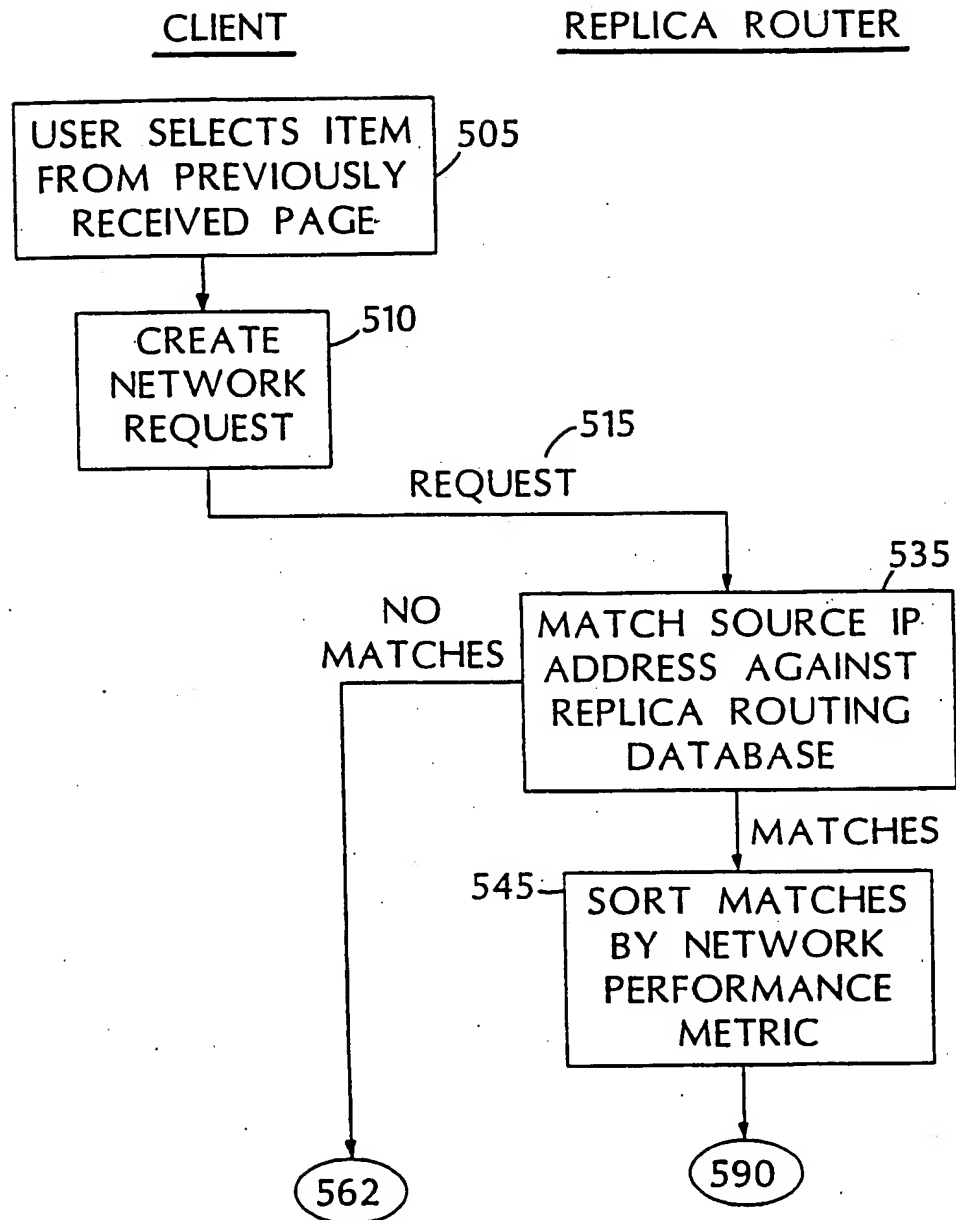 CLIENT
REPLICA ROUTER
USER SELECTS ITEM
FROM PREVIOUSLY
RECEIVED PAGE
505
CREATE
NETWORK
REQUEST
510
515
REQUEST
535
NO
MATCHES
MATCH SOURCE IP
ADDRESS AGAINST
REPLICA ROUTING
DATABASE
MATCHES
545
SORT MATCHES
BY NETWORK
PERFORMANCE
METRIC
562
590